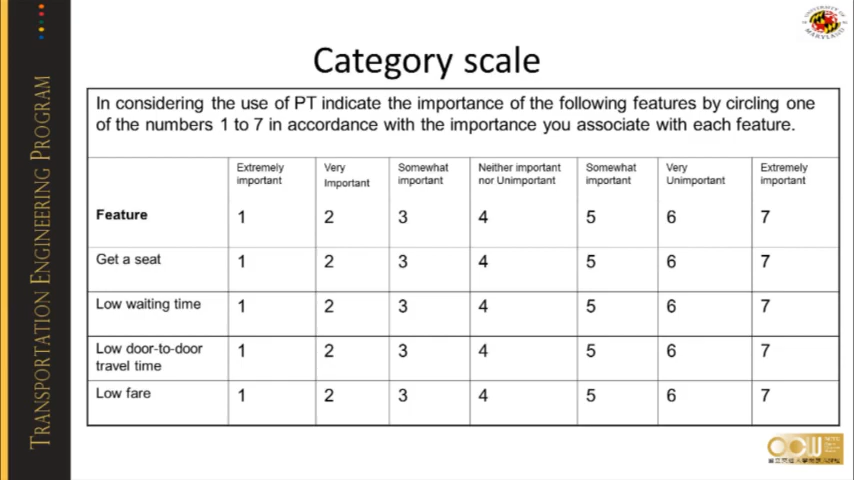 UNIVERSITY OF
MARYLAND
TRANSPORTATION ENGINEERING PROGRAM
Category scale
In considering the use of PT indicate the importance of the following features by circling one
of the numbers 1 to 7 in accordance with the importance you associate with each feature.
Extremely important Very Important Somewhat important Neither important nor Unimportant Somewhat important Very Unimportant Extremely important
Feature 1 2 3 4 5 6 7
Get a seat 1 2 3 4 5 6 7
Low waiting time 1 2 3 4 5 6 7
Low door-to-door travel time 1 2 3 4 5 6 7
Low fare 1 2 3 4 5 6 7
OCW